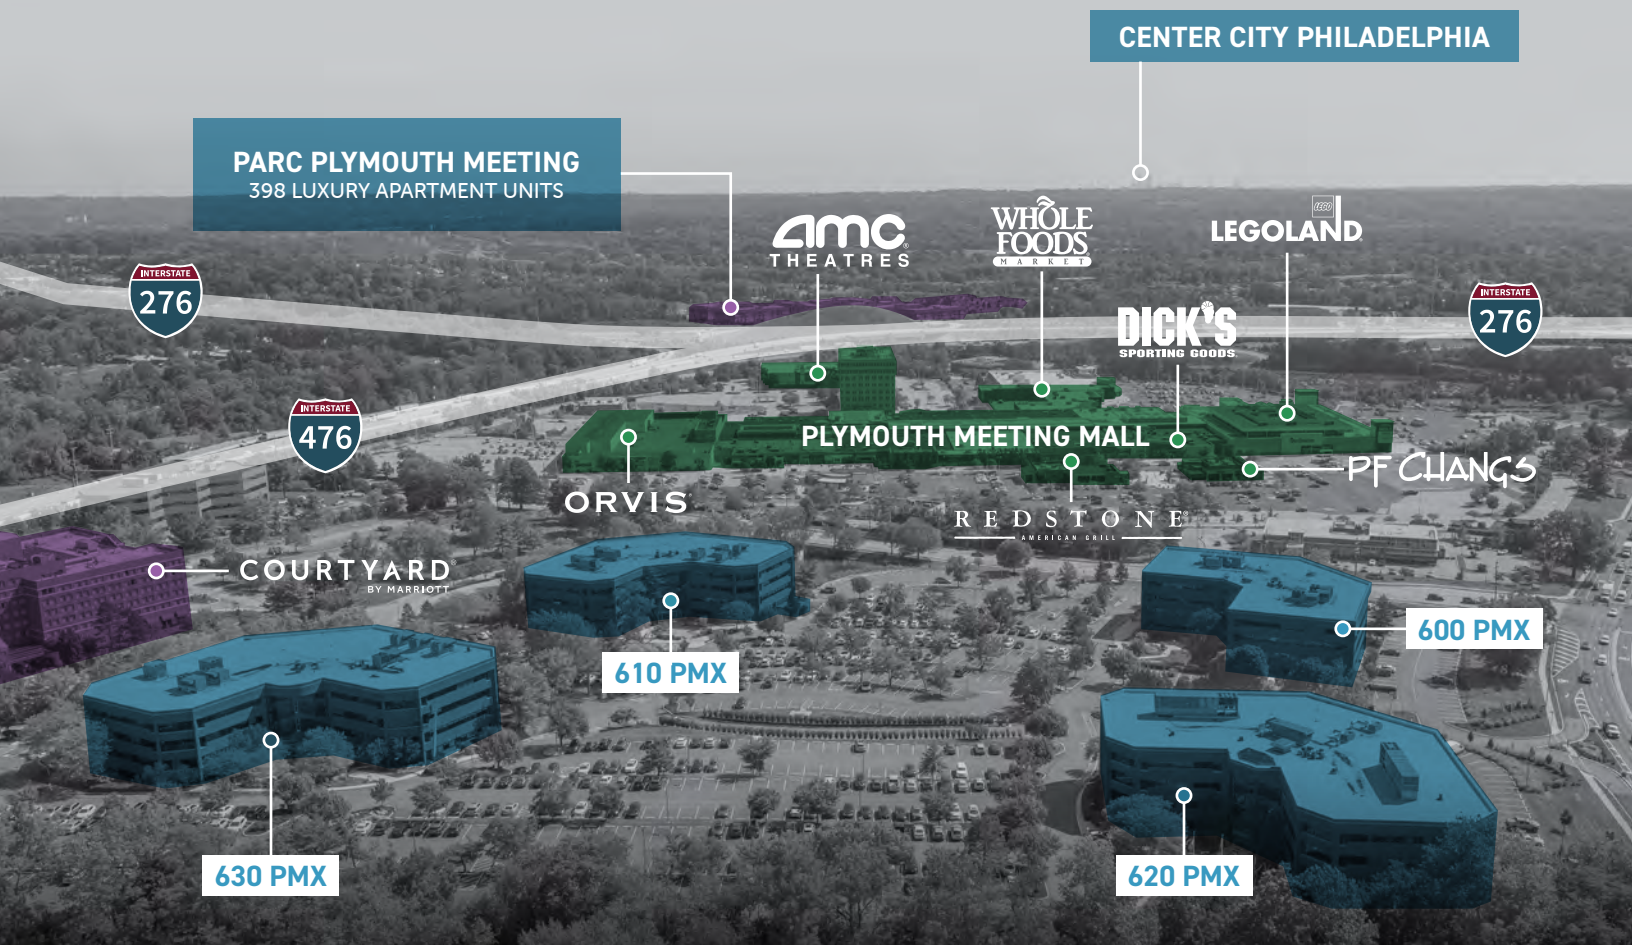 CENTER CITY PHILADELPHIA
PARC PLYMOUTH MEETING
398 LUXURY APARTMENT UNITS
amc
THEATRES
WHOLE
FOODS
MARKET
LEGO
LEGOLAND
INTERSTATE
276
DICK'S
SPORTING GOODS
INTERSTATE
276
INTERSTATE
476
PLYMOUTH MEETING MALL
ORVIS
PF CHANGS
REDSTONE
AMERICAN GRILL
COURTYARD
BY MARRIOTT
610 PMX
600 PMX
630 PMX
620 PMX